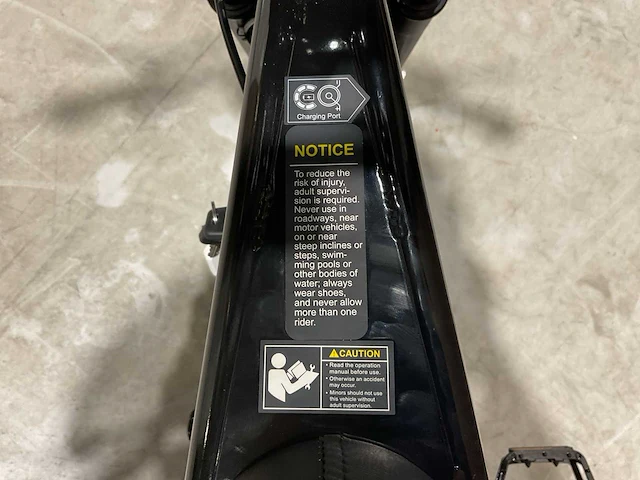 Charging Port
NOTICE
To reduce the
risk of injury,
adult supervi-
sion is required.
Never use in
roadways, near
motor vehicles,
on or near
steep inclines or
steps, swim-
ming pools or
other bodies of
water; always
wear shoes,
and never allow
more than one
rider.
CAUTION
• Read the operation
manual before use.
• Otherwise an accident
may occur.
• Minors should not use
this vehicle without
adult supervision.